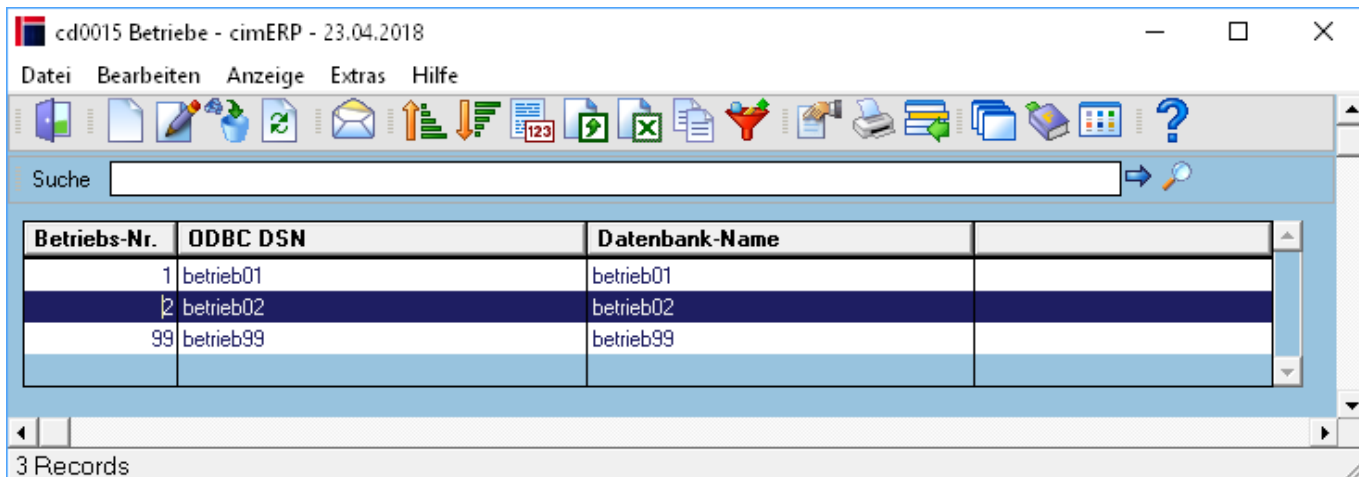 cd0015 Betriebe - cimERP - 23.04.2018
Datei Bearbeiten Anzeige Extras Hilfe
123
Suche
Betriebs-Nr. ODBC DSN Datenbank-Name
1 betrieb01 betrieb01
2 betrieb02 betrieb02
99 betrieb99 betrieb99
3 Records